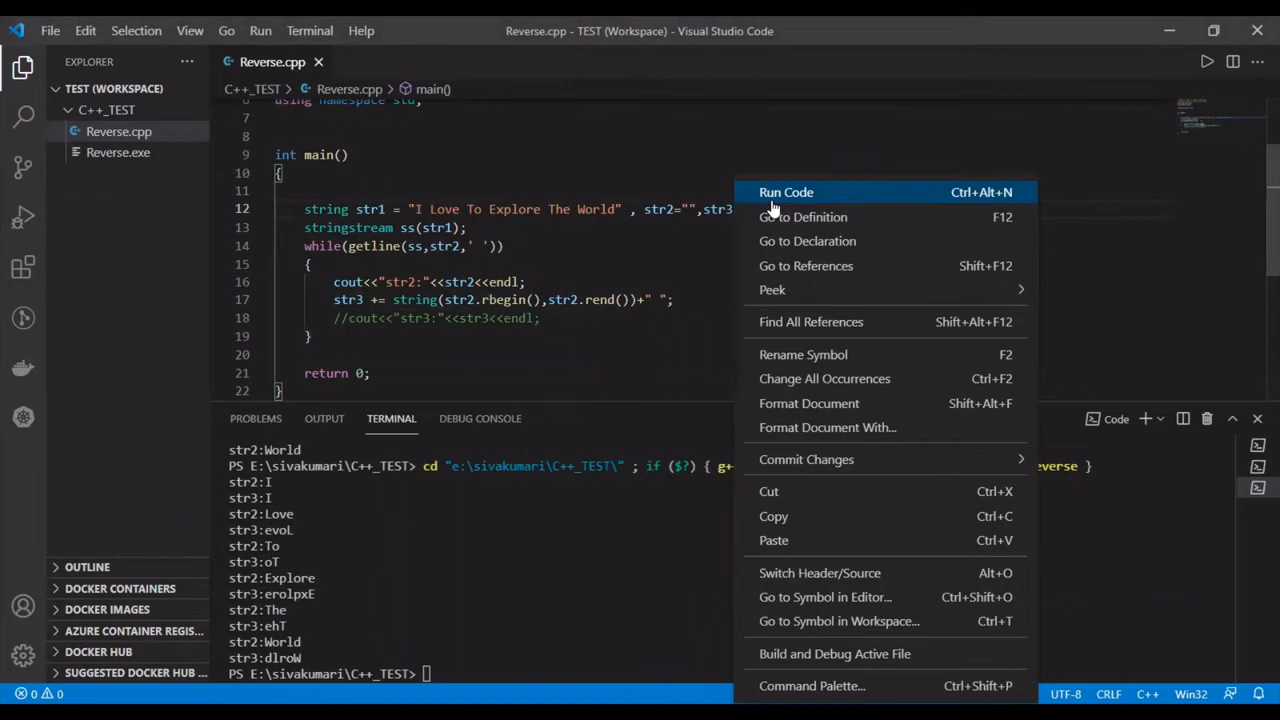 File Edit Selection View Go Run Terminal Help Reverse.cpp - TEST (Workspace) - Visual Studio Code
EXPLORER
TEST (WORKSPACE)
C++_TEST
Reverse.cpp
Reverse.exe
OUTLINE
DOCKER CONTAINERS
DOCKER IMAGES
AZURE CONTAINER REGIS...
DOCKER HUB
SUGGESTED DOCKER HUB ...
Reverse.cpp
C++_TEST > Reverse.cpp > main()
6 using namespace std;
7
8
9 int main()
10 {
11
12 string str1 = "I Love To Explore The World" , str2="",str3
13 stringstream ss(str1);
14 while(getline(ss,str2,' '))
15 {
16 cout<<"str2:"<<str2<<endl;
17 str3 += string(str2.rbegin(),str2.rend())+" ";
18 //cout<<"str3:"<<str3<<endl;
19 }
20
21 return 0;
22 }
Run Code Ctrl+Alt+N
Go to Definition F12
Go to Declaration
Go to References Shift+F12
Peek
Find All References Shift+Alt+F12
Rename Symbol F2
Change All Occurrences Ctrl+F2
Format Document Shift+Alt+F
Format Document With...
Commit Changes
Cut Ctrl+X
Copy Ctrl+C
Paste Ctrl+V
Switch Header/Source Alt+O
Go to Symbol in Editor... Ctrl+Shift+O
Go to Symbol in Workspace... Ctrl+T
Build and Debug Active File
Command Palette... Ctrl+Shift+P
PROBLEMS OUTPUT TERMINAL DEBUG CONSOLE Code
str2:World
PS E:\sivakumari\C++_TEST> cd "e:\sivakumari\C++_TEST\" ; if ($?) { g+ everse }
str2:I
str3:I
str2:Love
str3:evoL
str2:To
str3:oT
str2:Explore
str3:erolpxE
str2:The
str3:ehT
str2:World
str3:dlroW
PS E:\sivakumari\C++_TEST>
0 0 UTF-8 CRLF C++ Win32